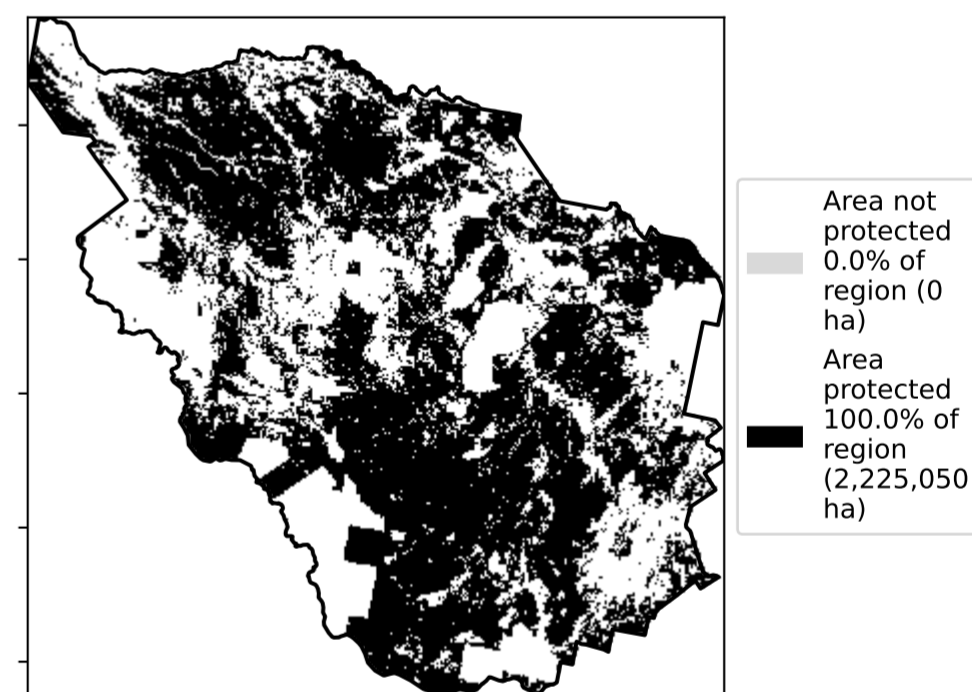 Area not
protected
0.0% of
region (0
ha)
Area
protected
100.0% of
region
(2,225,050
ha)